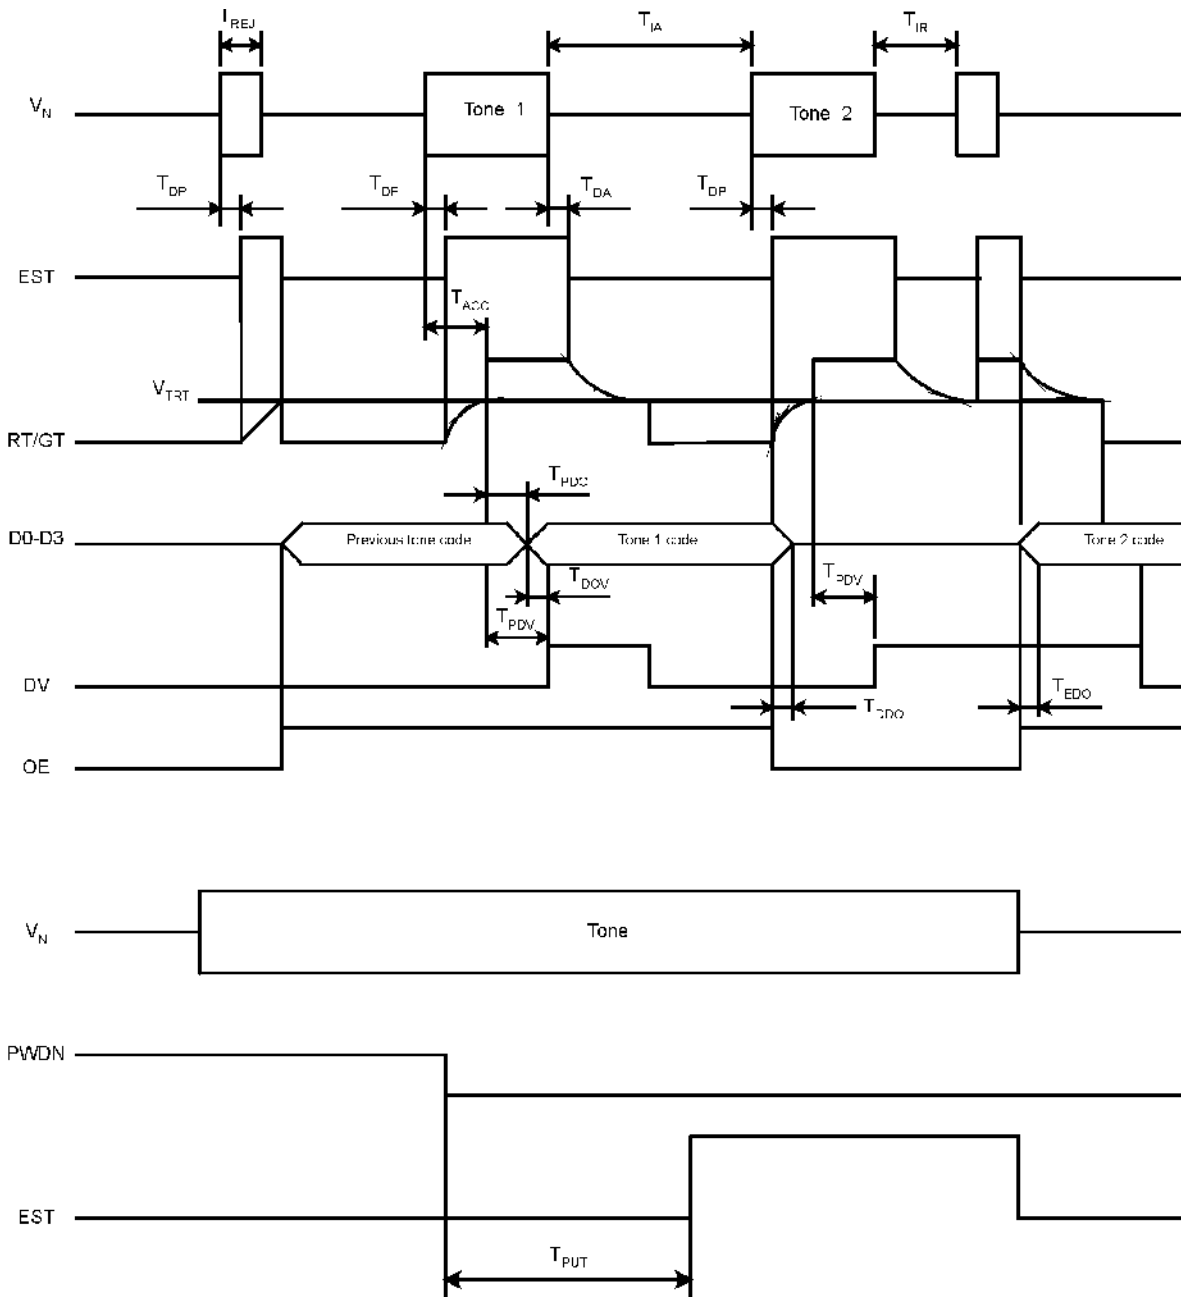 TREJ TIA TIR
VN Tone 1 Tone 2
TDP TDF TDA TDP
EST
TACC
VTRT
RT/GT
TPDC
D0-D3 Previous tone code Tone 1 code Tone 2 code
TDOV TPDV
TPDV
DV TDDO TEDO
OE
VN Tone
PWDN
EST
TPUT